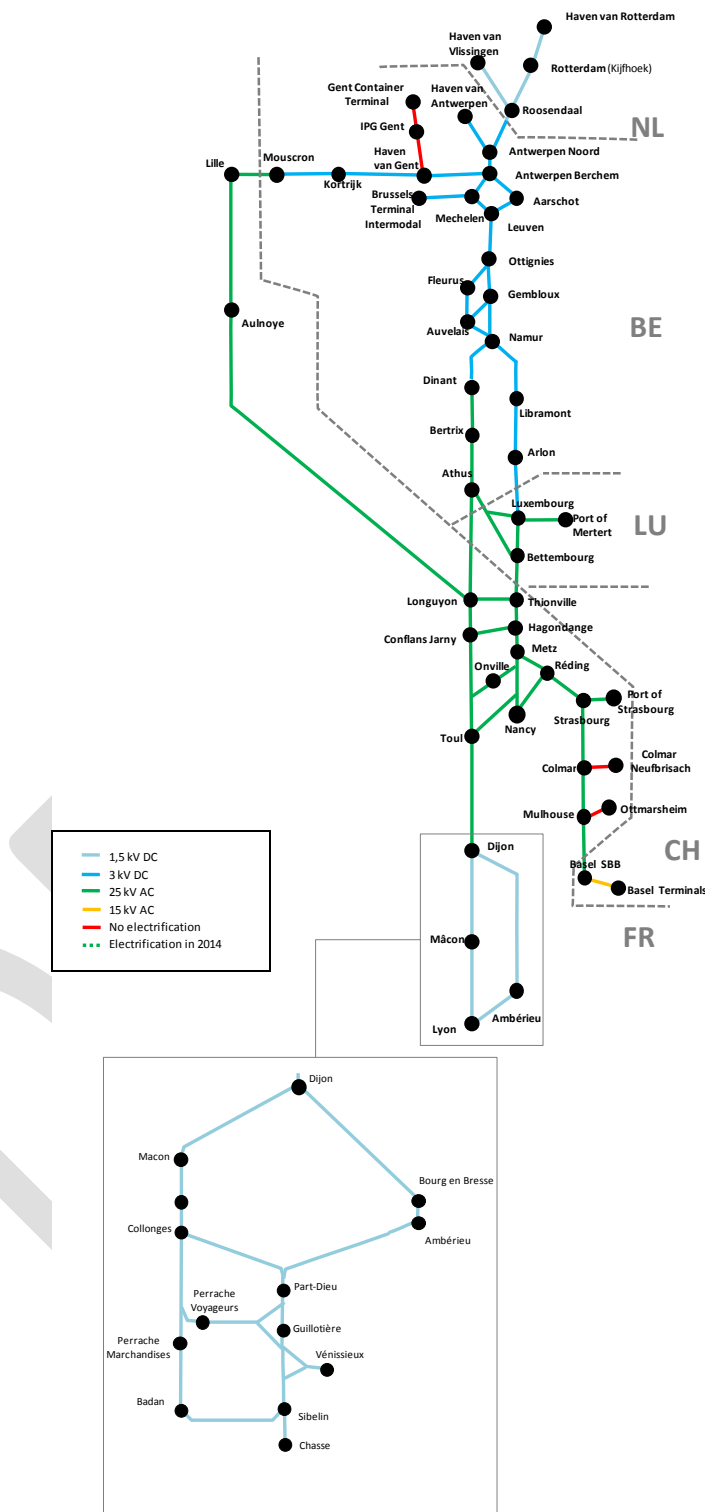 Haven van Rotterdam
Haven van
Vlissingen
Rotterdam (Kijfhoek)
Gent Container
Terminal
Haven van
Antwerpen
Roosendaal
NL
IPG Gent
Haven
van Gent
Antwerpen Noord
Lille
Mouscron
Kortrijk
Antwerpen Berchem
Brussels
Terminal
Intermodal
Aarschot
Mechelen
Leuven
Ottignies
Fleurus
Gembloux
Aulnoye
BE
Auvelais
Namur
Dinant
Libramont
Bertrix
Arlon
Athus
Luxembourg
Port of
Mertert
LU
Bettembourg
Longuyon
Thionville
Hagondange
Conflans Jarny
Metz
Onville
Réding
Port of
Strasbourg
Strasbourg
Nancy
Toul
Colmar
Neufbrisach
Colmar
Ottmarsheim
Mulhouse
Dijon
CH
Basel SBB
Basel Terminals
FR
1,5 kV DC
3 kV DC
25 kV AC
15 kV AC
No electrification
Electrification in 2014
Mâcon
Ambérieu
Lyon
Dijon
Macon
Bourg en Bresse
Collonges
Ambérieu
Part-Dieu
Perrache
Voyageurs
Guillotière
Perrache
Marchandises
Vénissieux
Badan
Sibelin
Chasse